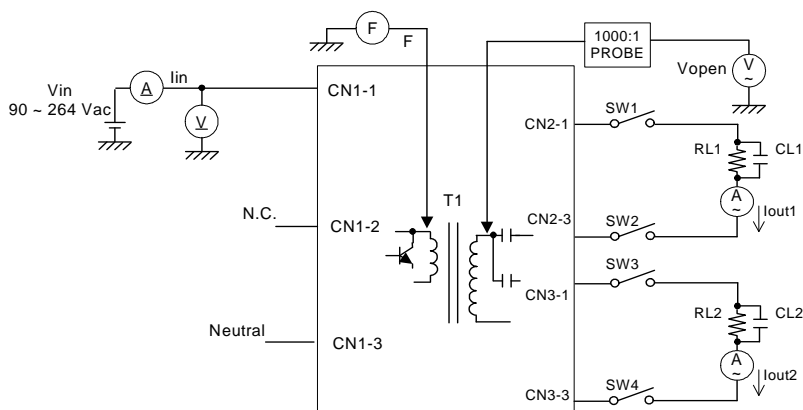 F
F
1000:1
PROBE
Vopen
V
~
Vin
90 ~ 264 Vac
A
Iin
V
CN1-1
CN2-1
SW1
RL1
CL1
A
~
Iout1
T1
N.C.
CN1-2
CN2-3
SW2
SW3
CN3-1
RL2
CL2
Neutral
CN1-3
A
~
Iout2
CN3-3
SW4